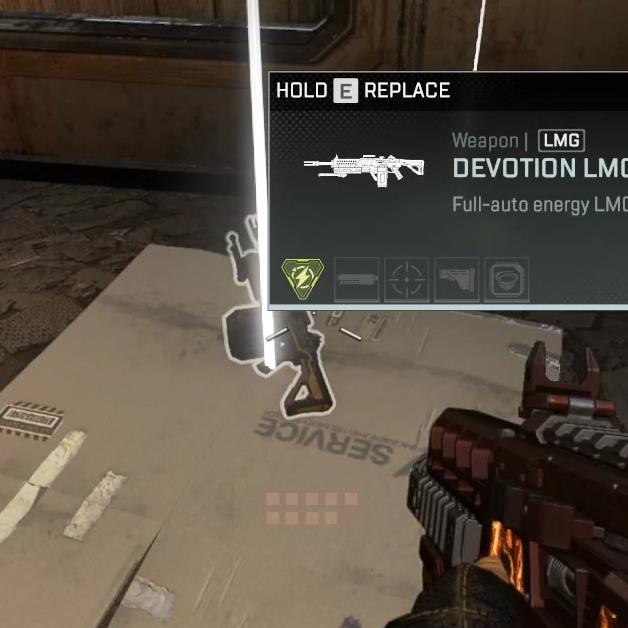 HOLD E REPLACE
Weapon | LMG
DEVOTION LMG
Full-auto energy LMG
SERVICE